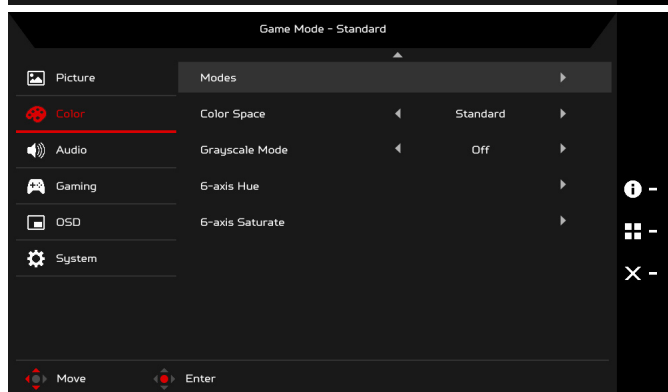 Game Mode - Standard
Picture
Modes
Color
Color Space Standard
Audio
Grayscale Mode Off
Gaming
6-axis Hue
OSD
6-axis Saturate
System
Move Enter